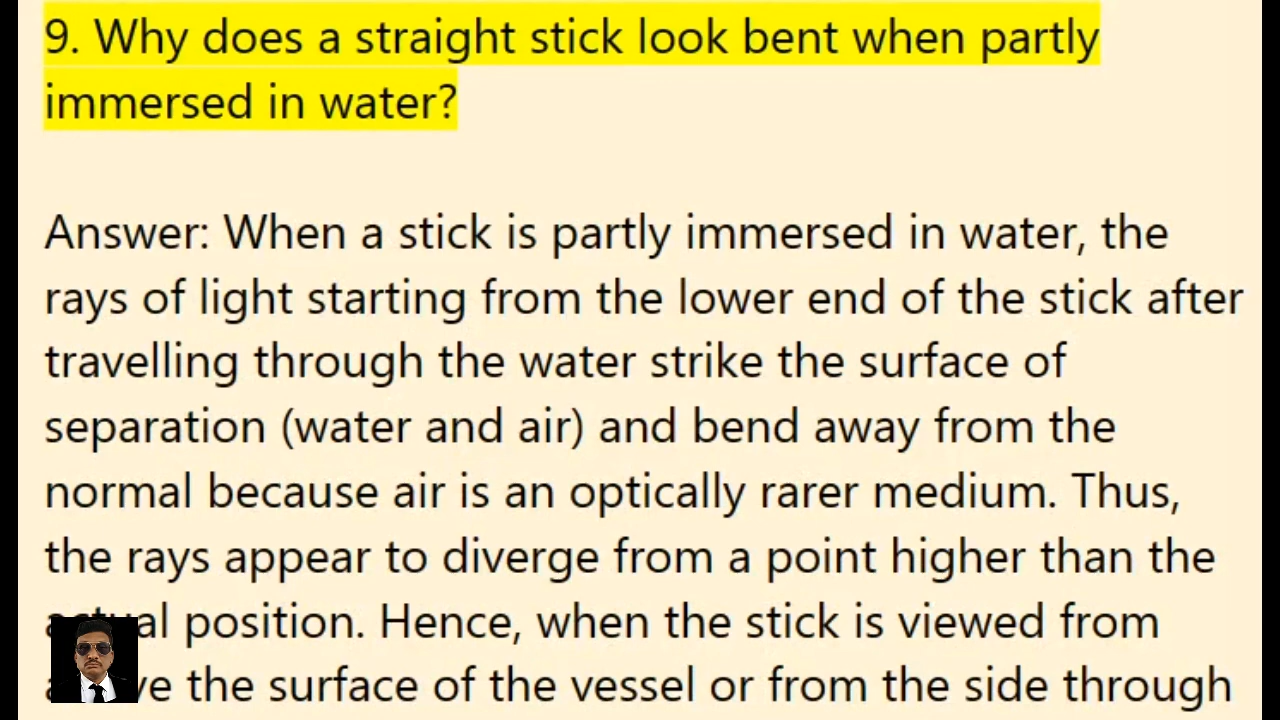 9. Why does a straight stick look bent when partly
immersed in water?
Answer: When a stick is partly immersed in water, the
rays of light starting from the lower end of the stick after
travelling through the water strike the surface of
separation (water and air) and bend away from the
normal because air is an optically rarer medium. Thus,
the rays appear to diverge from a point higher than the
actual position. Hence, when the stick is viewed from
above the surface of the vessel or from the side through